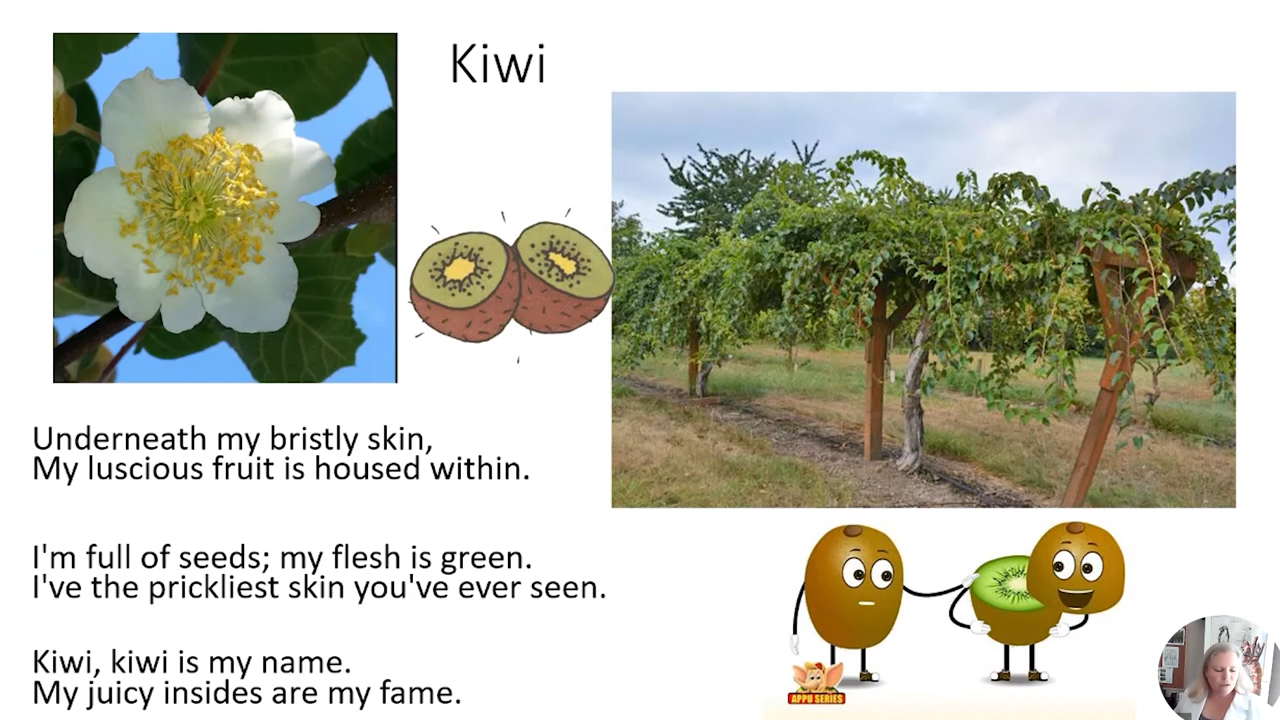 Kiwi
Underneath my bristly skin,
My luscious fruit is housed within.
I'm full of seeds; my flesh is green.
I've the prickliest skin you've ever seen.
Kiwi, kiwi is my name.
My juicy insides are my fame.
APPU SERIES